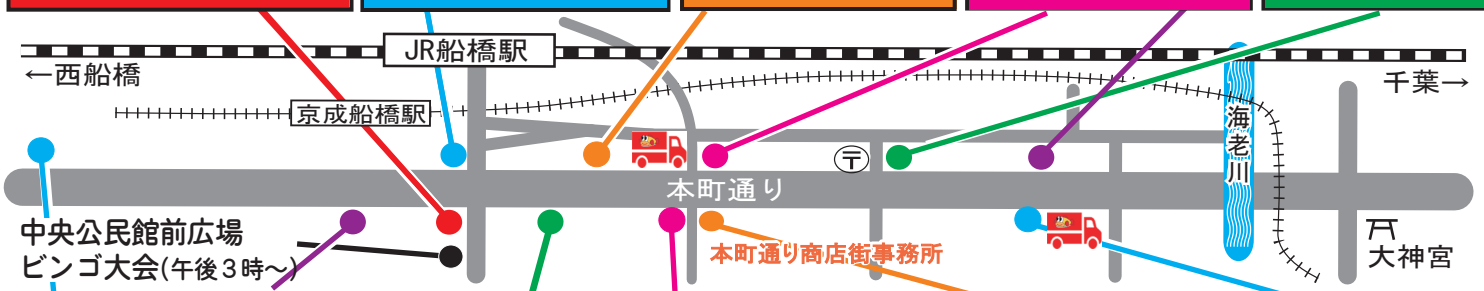 JR船橋駅
←西船橋
千葉→
京成船橋駅
海老川
〒
本町通り
中央公民館前広場
ビンゴ大会(午後３時〜)
本町通り商店街事務所
大神宮